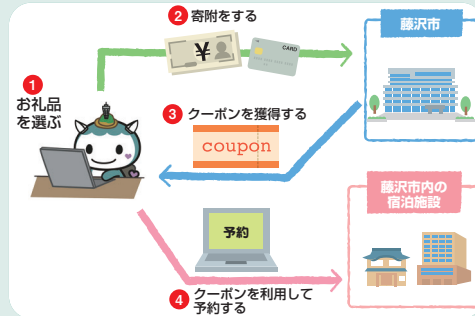 1
お礼品
を選ぶ
2 寄附をする
¥
CARD
藤沢市
3 クーポンを獲得する
coupon
藤沢市内の
宿泊施設
予約
4 クーポンを利用して
予約する